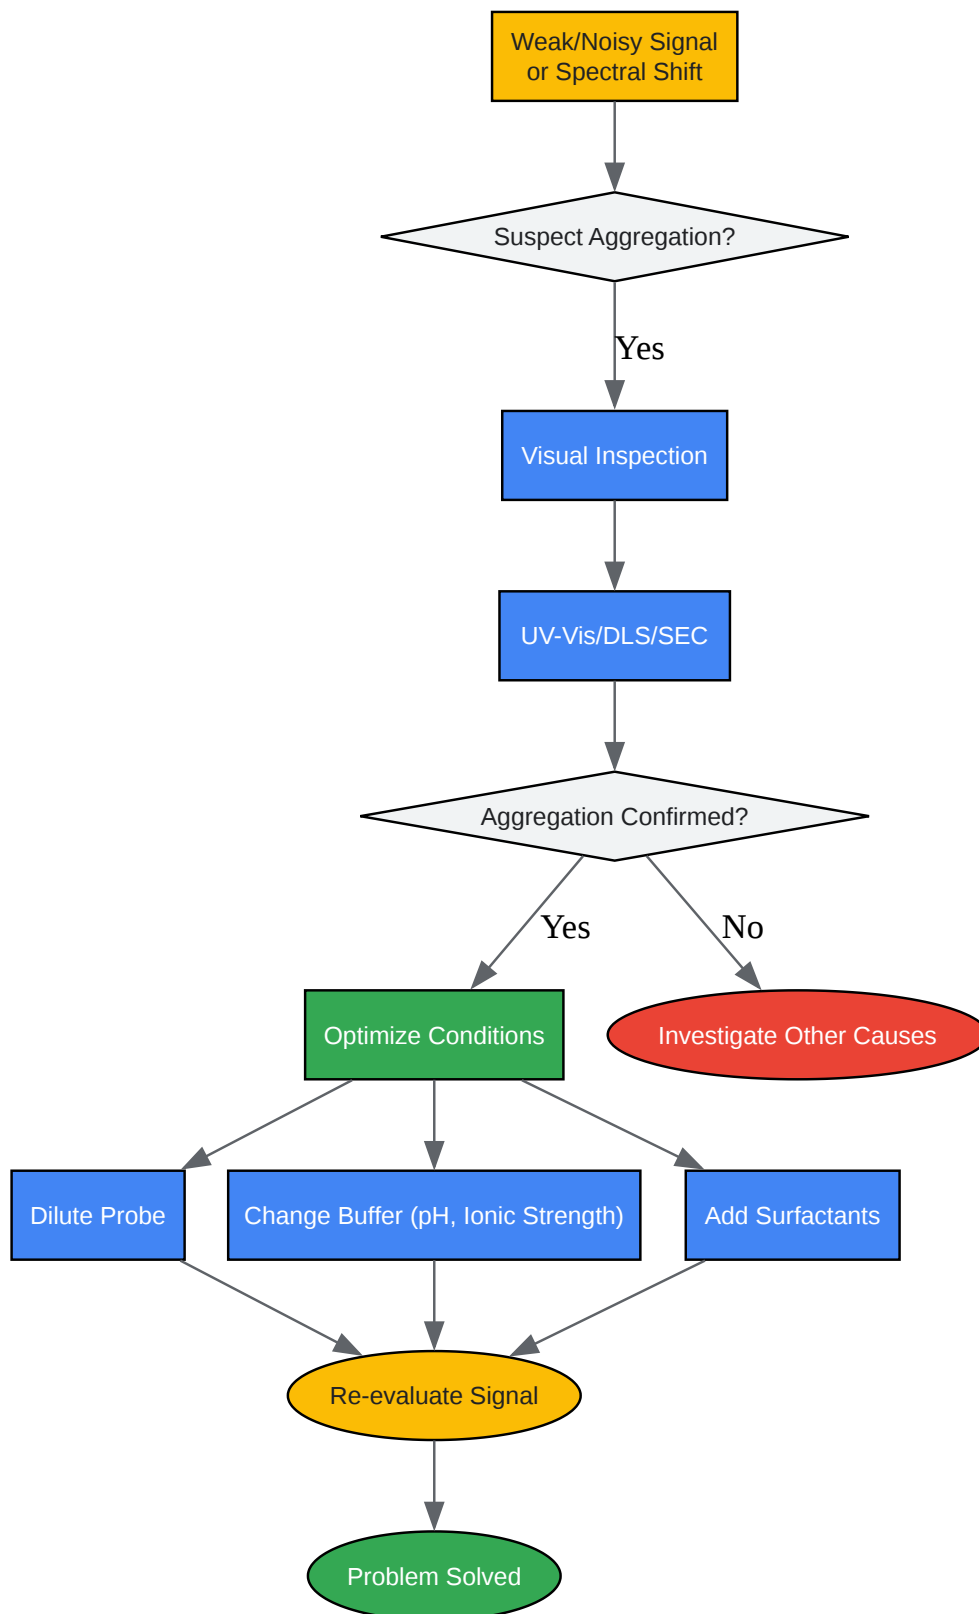 Weak/Noisy Signal
or Spectral Shift
Suspect Aggregation?
Yes
Visual Inspection
UV-Vis/DLS/SEC
Aggregation Confirmed?
Yes
No
Optimize Conditions
Investigate Other Causes
Dilute Probe
Change Buffer (pH, Ionic Strength)
Add Surfactants
Re-evaluate Signal
Problem Solved